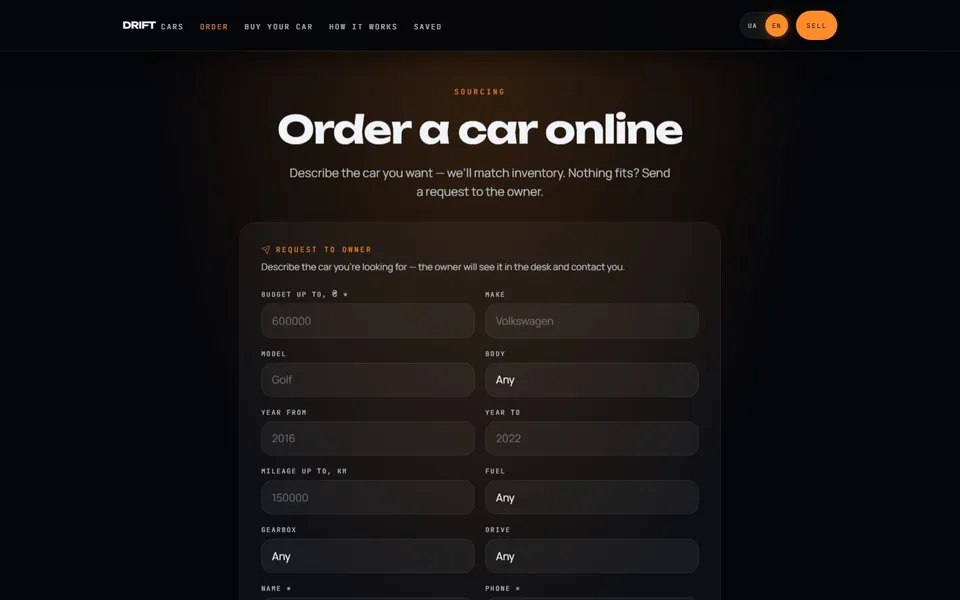 DRIFT CARS ORDER BUY YOUR CAR HOW IT WORKS SAVED UA EN SELL
SOURCING
Order a car online
Describe the car you want — we'll match inventory. Nothing fits? Send
a request to the owner.
REQUEST TO OWNER
Describe the car you're looking for — the owner will see it in the desk and contact you.
BUDGET UP TO, ₴ * MAKE
600000 Volkswagen
MODEL BODY
Golf Any
YEAR FROM YEAR TO
2016 2022
MILEAGE UP TO, KM FUEL
150000 Any
GEARBOX DRIVE
Any Any
NAME * PHONE *